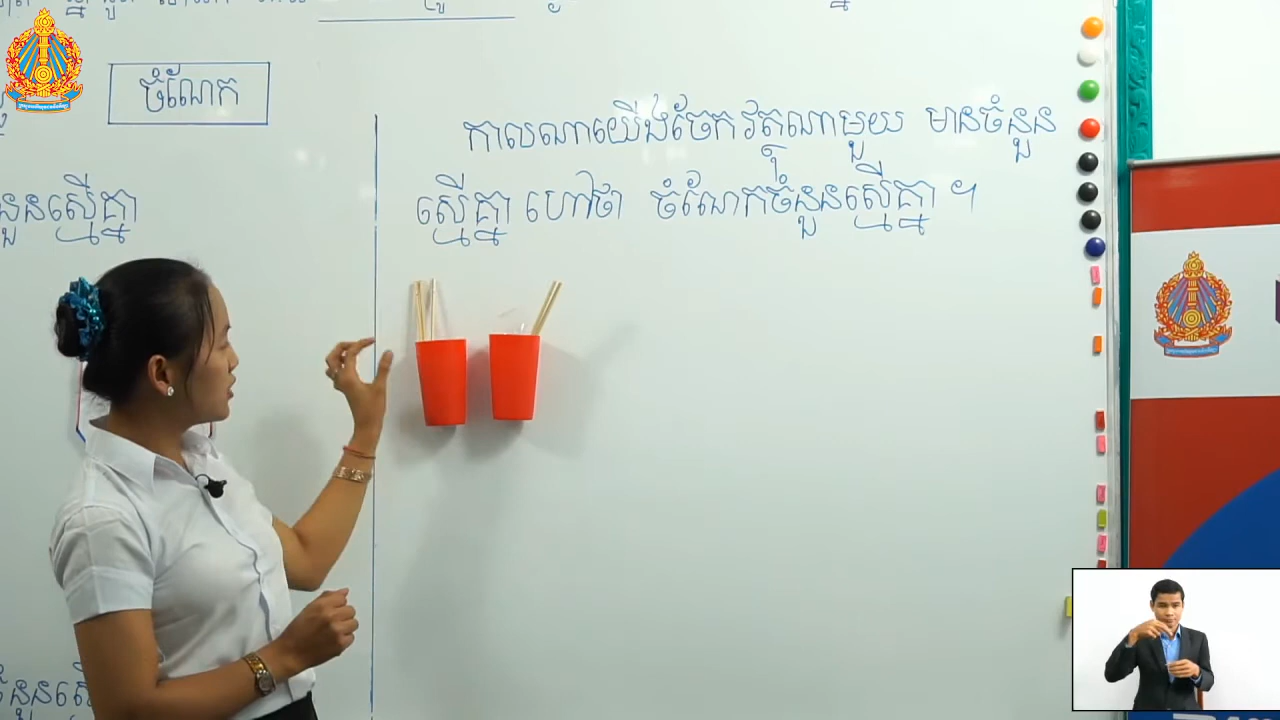 ចំណែក
កាលណាយើងចែកវត្ថុណាមួយ មានចំនួន
ស្មើគ្នា ហៅថា ចំណែកចំនួនស្មើគ្នា ។
នួនស្មើគ្នា